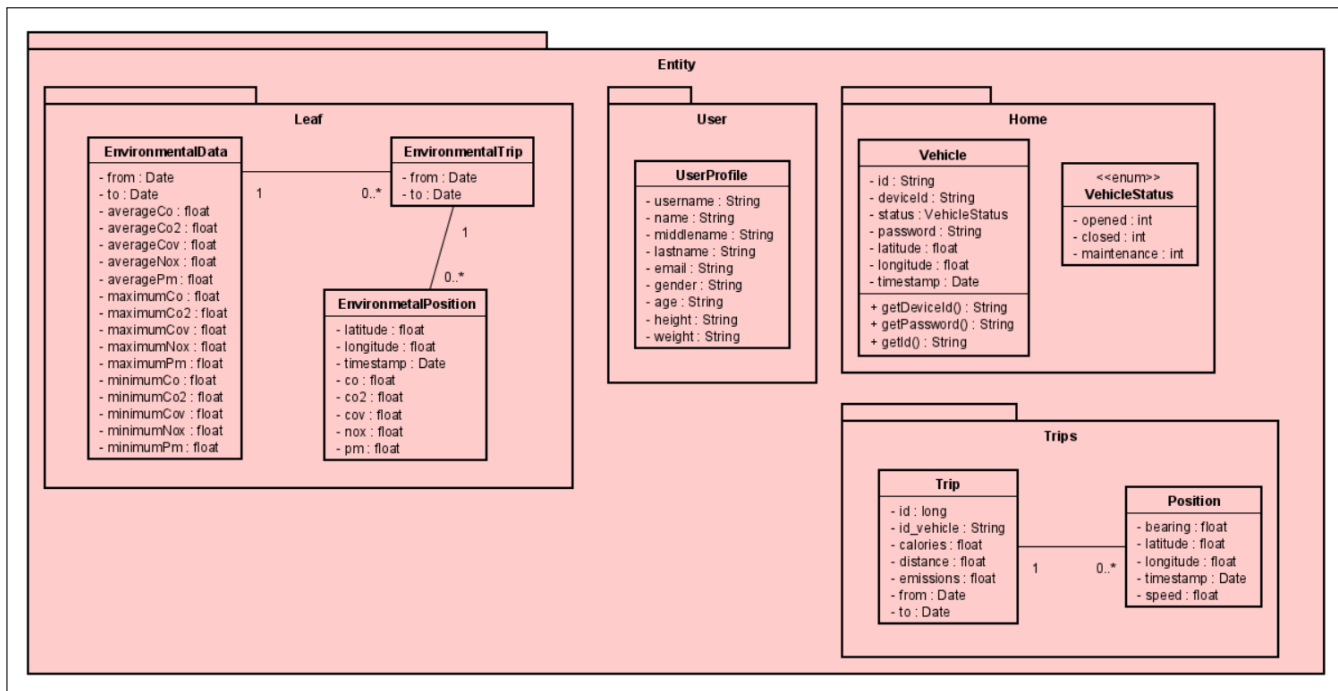 Entity
Leaf
EnvironmentalData
- from : Date
- to : Date
- averageCo : float
- averageCo2 : float
- averageCov : float
- averageNox : float
- averagePm : float
- maximumCo : float
- maximumCo2 : float
- maximumCov : float
- maximumNox : float
- maximumPm : float
- minimumCo : float
- minimumCo2 : float
- minimumCov : float
- minimumNox : float
- minimumPm : float
1
0..*
EnvironmentalTrip
- from : Date
- to : Date
1
0..*
EnvironmetalPosition
- latitude : float
- longitude : float
- timestamp : Date
- co : float
- co2 : float
- cov : float
- nox : float
- pm : float
User
UserProfile
- username : String
- name : String
- middlename : String
- lastname : String
- email : String
- gender : String
- age : String
- height : String
- weight : String
Home
Vehicle
- id : String
- deviceId : String
- status : VehicleStatus
- password : String
- latitude : float
- longitude : float
- timestamp : Date
+ getDeviceId() : String
+ getPassword() : String
+ getId() : String
<<enum>>
VehicleStatus
- opened : int
- closed : int
- maintenance : int
Trips
Trip
- id : long
- id_vehicle : String
- calories : float
- distance : float
- emissions : float
- from : Date
- to : Date
1
0..*
Position
- bearing : float
- latitude : float
- longitude : float
- timestamp : Date
- speed : float